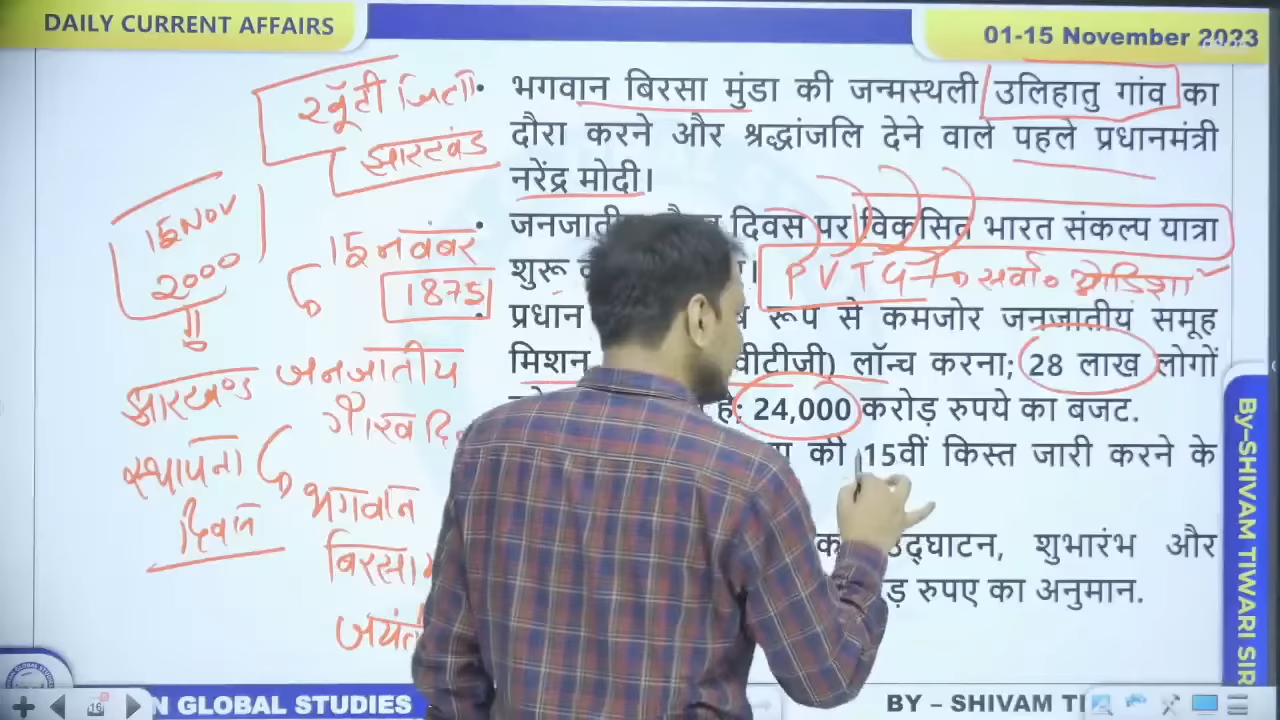 DAILY CURRENT AFFAIRS
01-15 November 2023
खूँटी जिला
झारखंड
15 Nov
2000
झारखण्ड
स्थापना
दिवस
15 नवंबर
1875
जनजातीय
गौरव दि
भगवान
बिरसा
जयंती
• भगवान बिरसा मुंडा की जन्मस्थली उलिहातु गांव का
दौरा करने और श्रद्धांजलि देने वाले पहले प्रधानमंत्री
नरेंद्र मोदी।
• दिवस पर विकसित भारत संकल्प यात्रा
शुरू
PVTG सर्वा० ओडिशा
प्रधान रूप से कमजोर जनजातीय समूह
मिशन वीटीजी) लॉन्च करना; 28 लाख लोगों
है; 24,000 करोड़ रुपये का बजट.
की 15वीं किस्त जारी करने के
उद्घाटन, शुभारंभ और
रुपए का अनुमान.
By-SHIVAM TIWARI SIR
N GLOBAL STUDIES
BY – SHIVAM TI